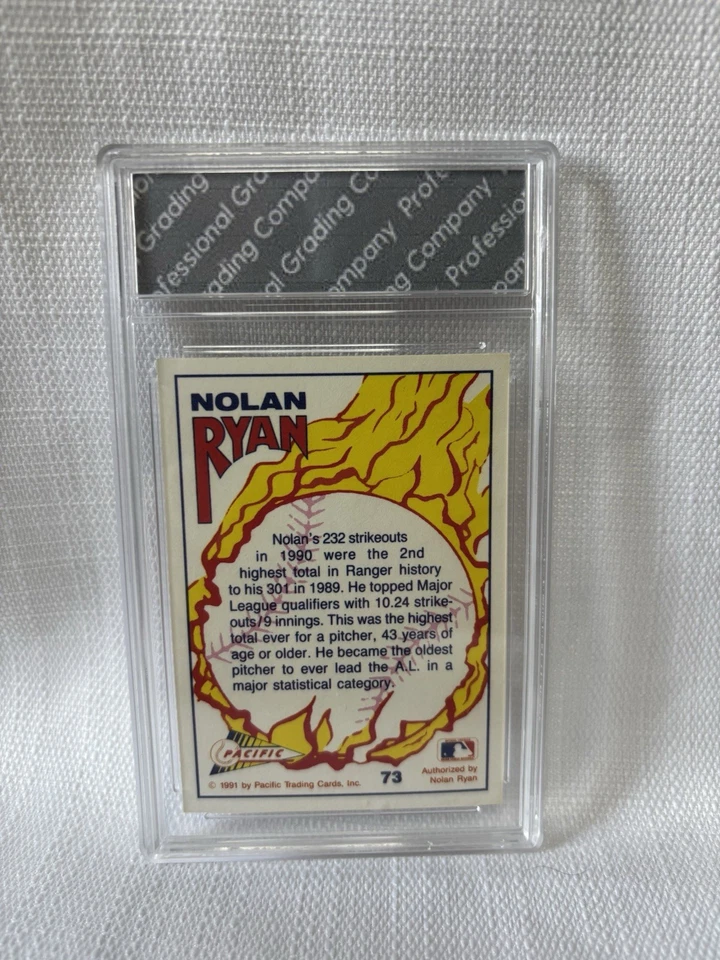 Grading
Professional Grading Company
Professional Grading Company
Professional
NOLAN
RYAN
Nolan's 232 strikeouts
in 1990 were the 2nd
highest total in Ranger history
to his 301 in 1989. He topped Major
League qualifiers with 10.24 strike-
outs/9 innings. This was the highest
total ever for a pitcher, 43 years of
age or older. He became the oldest
pitcher to ever lead the A.L. in a
major statistical category.
PACIFIC
© 1991 by Pacific Trading Cards, Inc.
73
Authorized by
Nolan Ryan